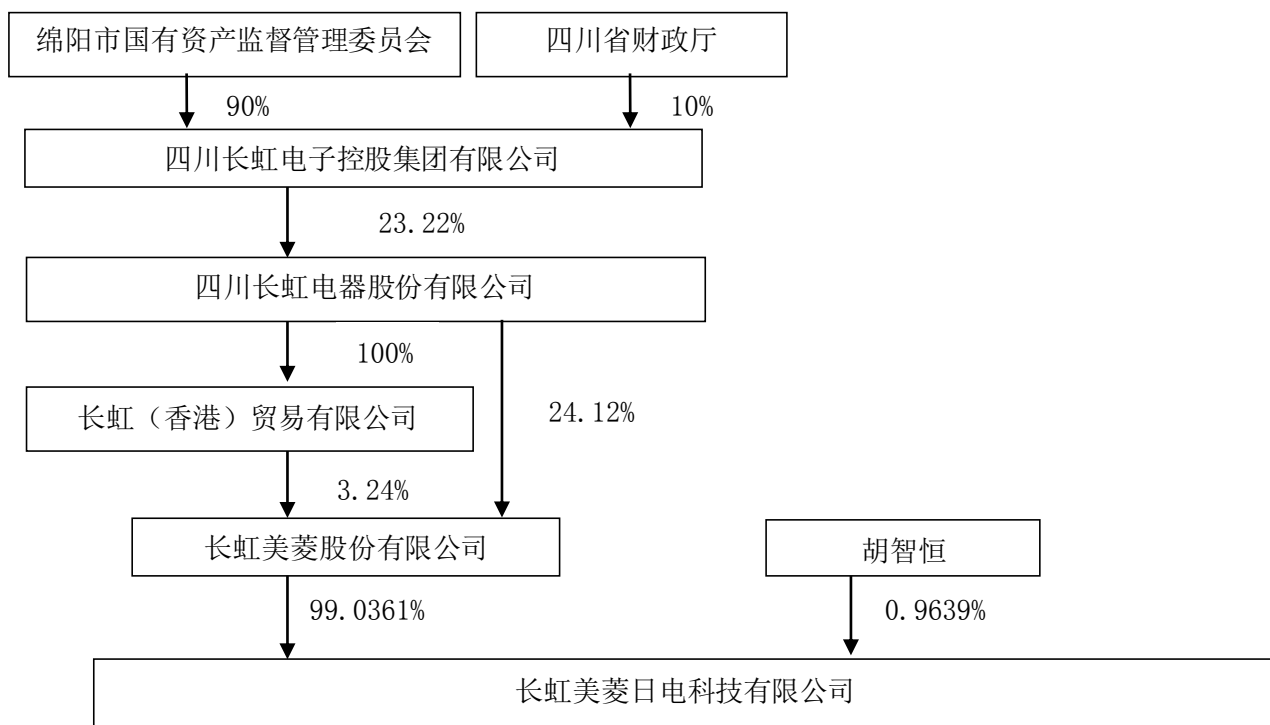 绵阳市国有资产监督管理委员会
四川省财政厅
90%
10%
四川长虹电子控股集团有限公司
23.22%
四川长虹电器股份有限公司
100%
长虹（香港）贸易有限公司
24.12%
3.24%
长虹美菱股份有限公司
胡智恒
99.0361%
0.9639%
长虹美菱日电科技有限公司